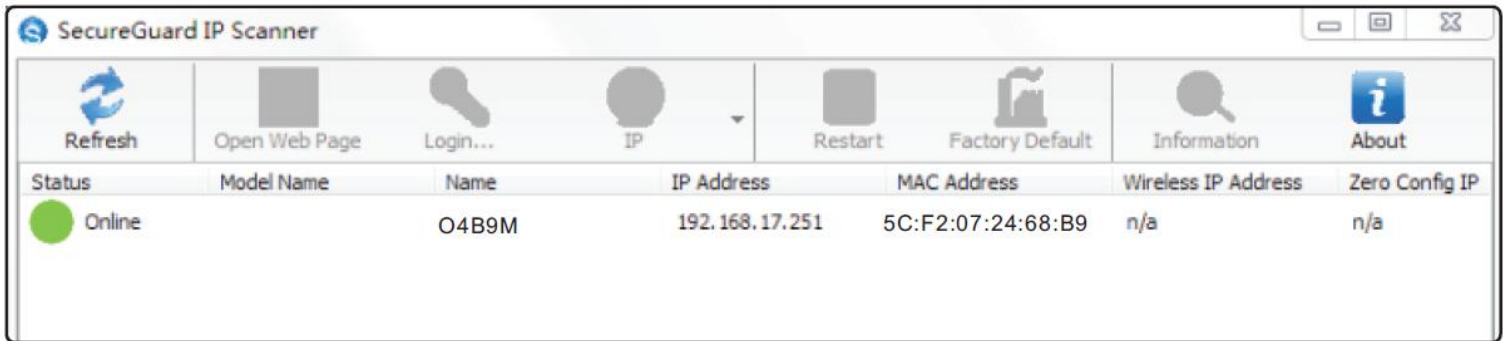 SecureGuard IP Scanner
Refresh Open Web Page Login... IP Restart Factory Default Information About
Status Model Name Name IP Address MAC Address Wireless IP Address Zero Config IP
Online O4B9M 192.168.17.251 5C:F2:07:24:68:B9 n/a n/a